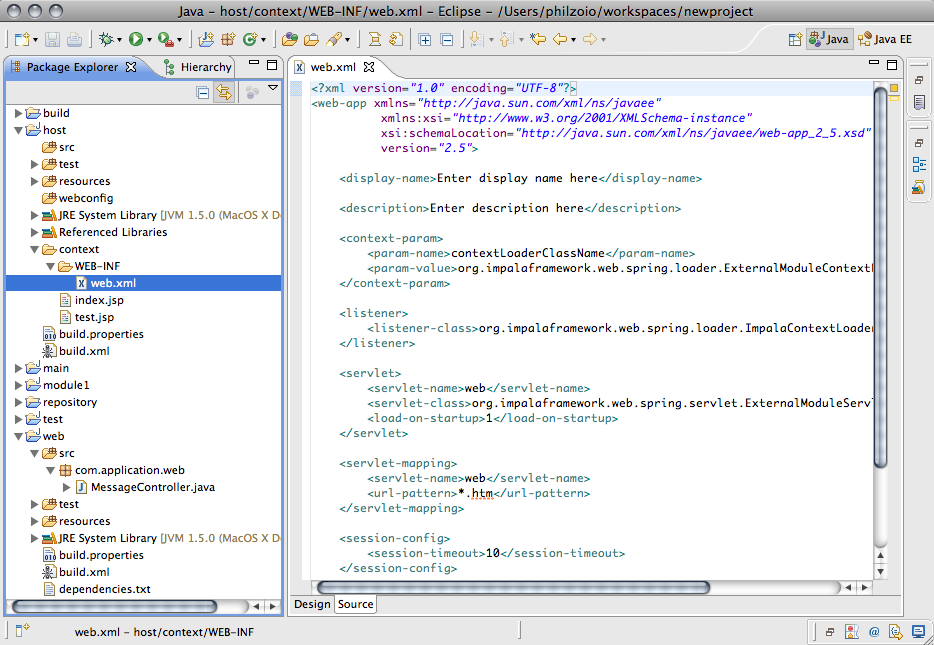 Java – host/context/WEB-INF/web.xml – Eclipse – /Users/philzoio/workspaces/newproject
Java
Java EE
Package Explorer
Hierarchy
build
host
src
test
resources
webconfig
JRE System Library [JVM 1.5.0 (MacOS X De
Referenced Libraries
context
WEB-INF
web.xml
index.jsp
test.jsp
build.properties
build.xml
main
module1
repository
test
web
src
com.application.web
MessageController.java
test
resources
JRE System Library [JVM 1.5.0 (MacOS X De
build.properties
build.xml
dependencies.txt
web.xml
<?xml version="1.0" encoding="UTF-8"?>
<web-app xmlns="http://java.sun.com/xml/ns/javaee"
xmlns:xsi="http://www.w3.org/2001/XMLSchema-instance"
xsi:schemaLocation="http://java.sun.com/xml/ns/javaee/web-app_2_5.xsd"
version="2.5">
<display-name>Enter display name here</display-name>
<description>Enter description here</description>
<context-param>
<param-name>contextLoaderClassName</param-name>
<param-value>org.impalaframework.web.spring.loader.ExternalModuleContextL
</context-param>
<listener>
<listener-class>org.impalaframework.web.spring.loader.ImpalaContextLoader
</listener>
<servlet>
<servlet-name>web</servlet-name>
<servlet-class>org.impalaframework.web.spring.servlet.ExternalModuleServl
<load-on-startup>1</load-on-startup>
</servlet>
<servlet-mapping>
<servlet-name>web</servlet-name>
<url-pattern>*.htm</url-pattern>
</servlet-mapping>
<session-config>
<session-timeout>10</session-timeout>
</session-config>
Design
Source
web.xml – host/context/WEB-INF